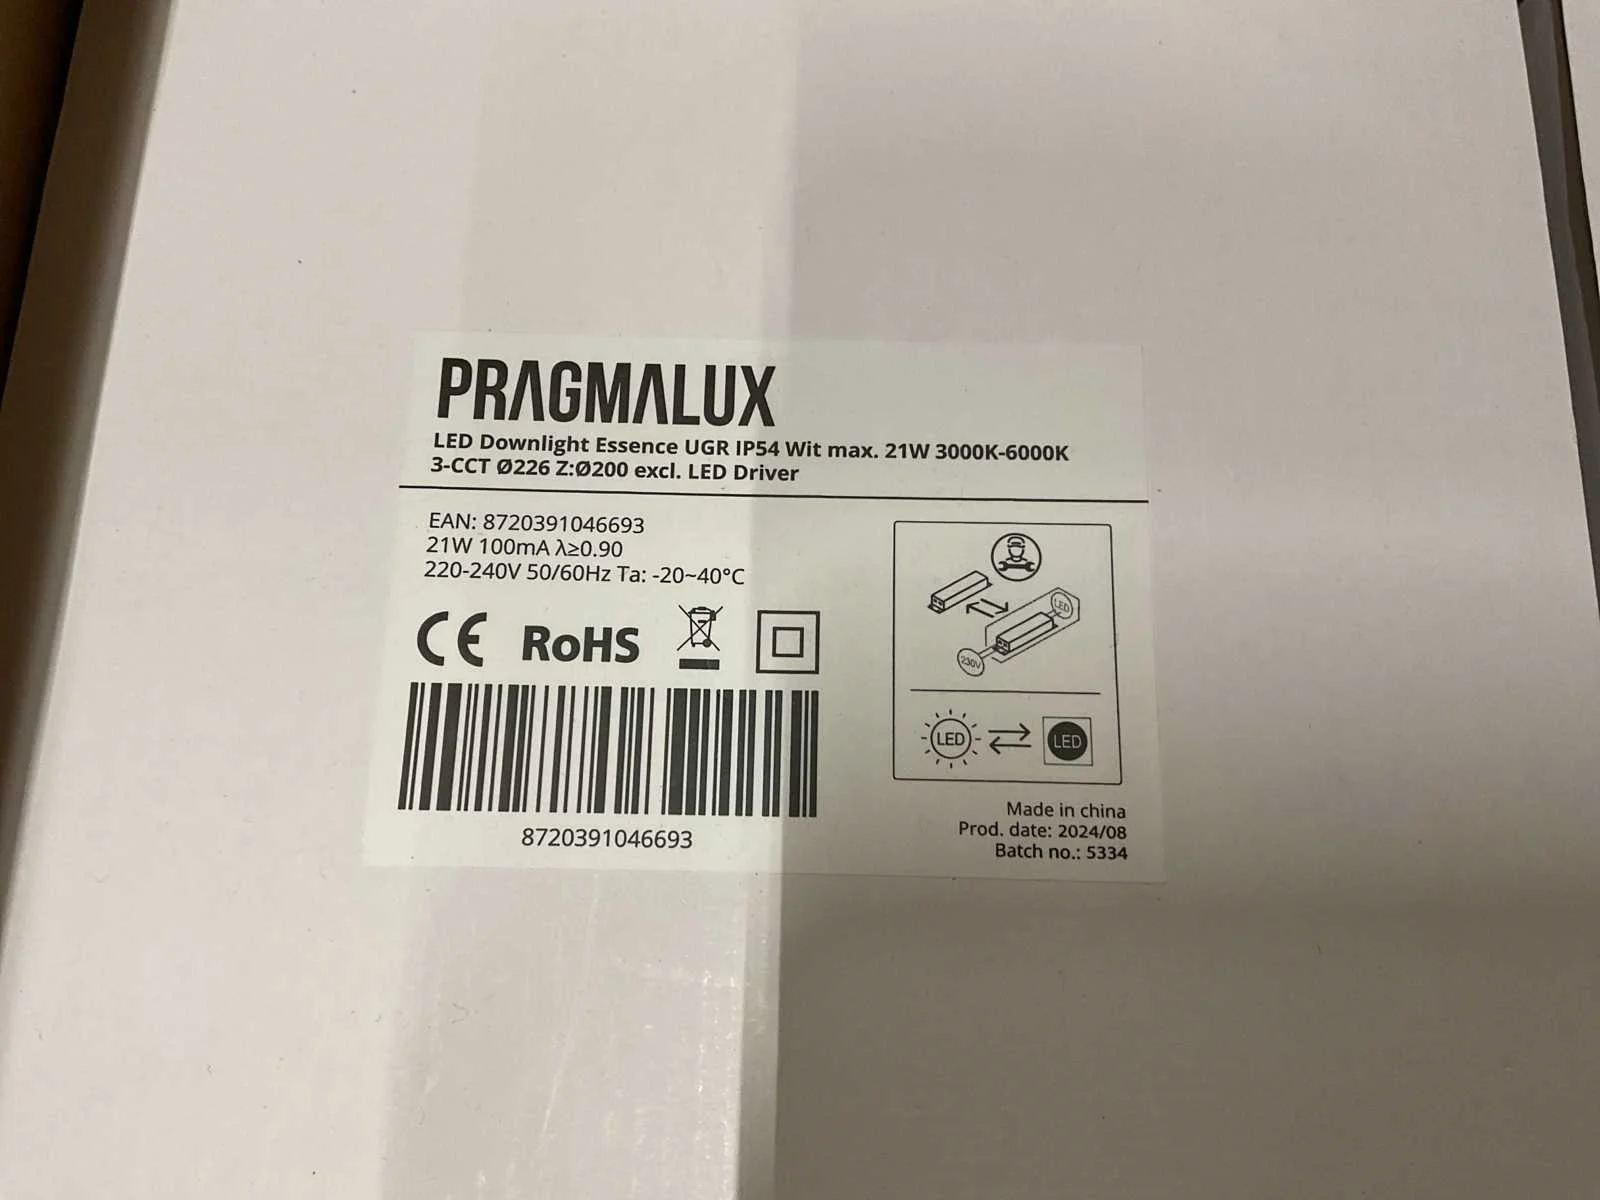 PRAGMALUX
LED Downlight Essence UGR IP54 Wit max. 21W 3000K-6000K
3-CCT Ø226 Z:Ø200 excl. LED Driver
EAN: 8720391046693
21W 100mA λ≥0.90
220-240V 50/60Hz Ta: -20~40°C
CE RoHS
8720391046693
LED
230V
LED LED
Made in china
Prod. date: 2024/08
Batch no.: 5334